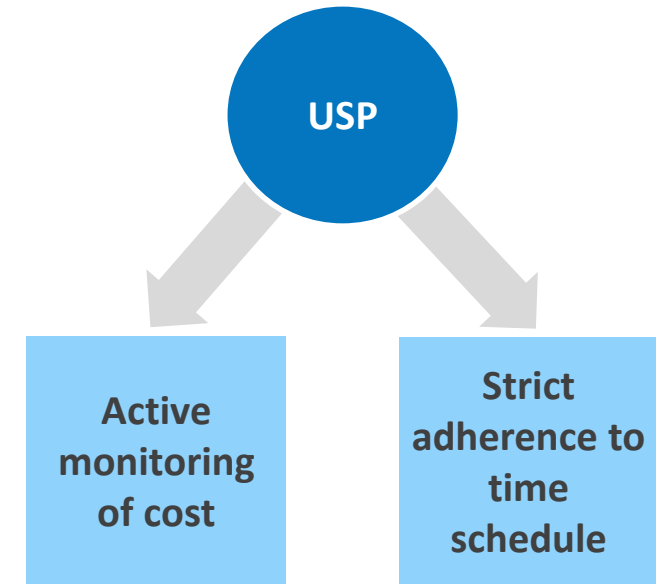 USP
Active
monitoring
of cost
Strict
adherence to
time
schedule